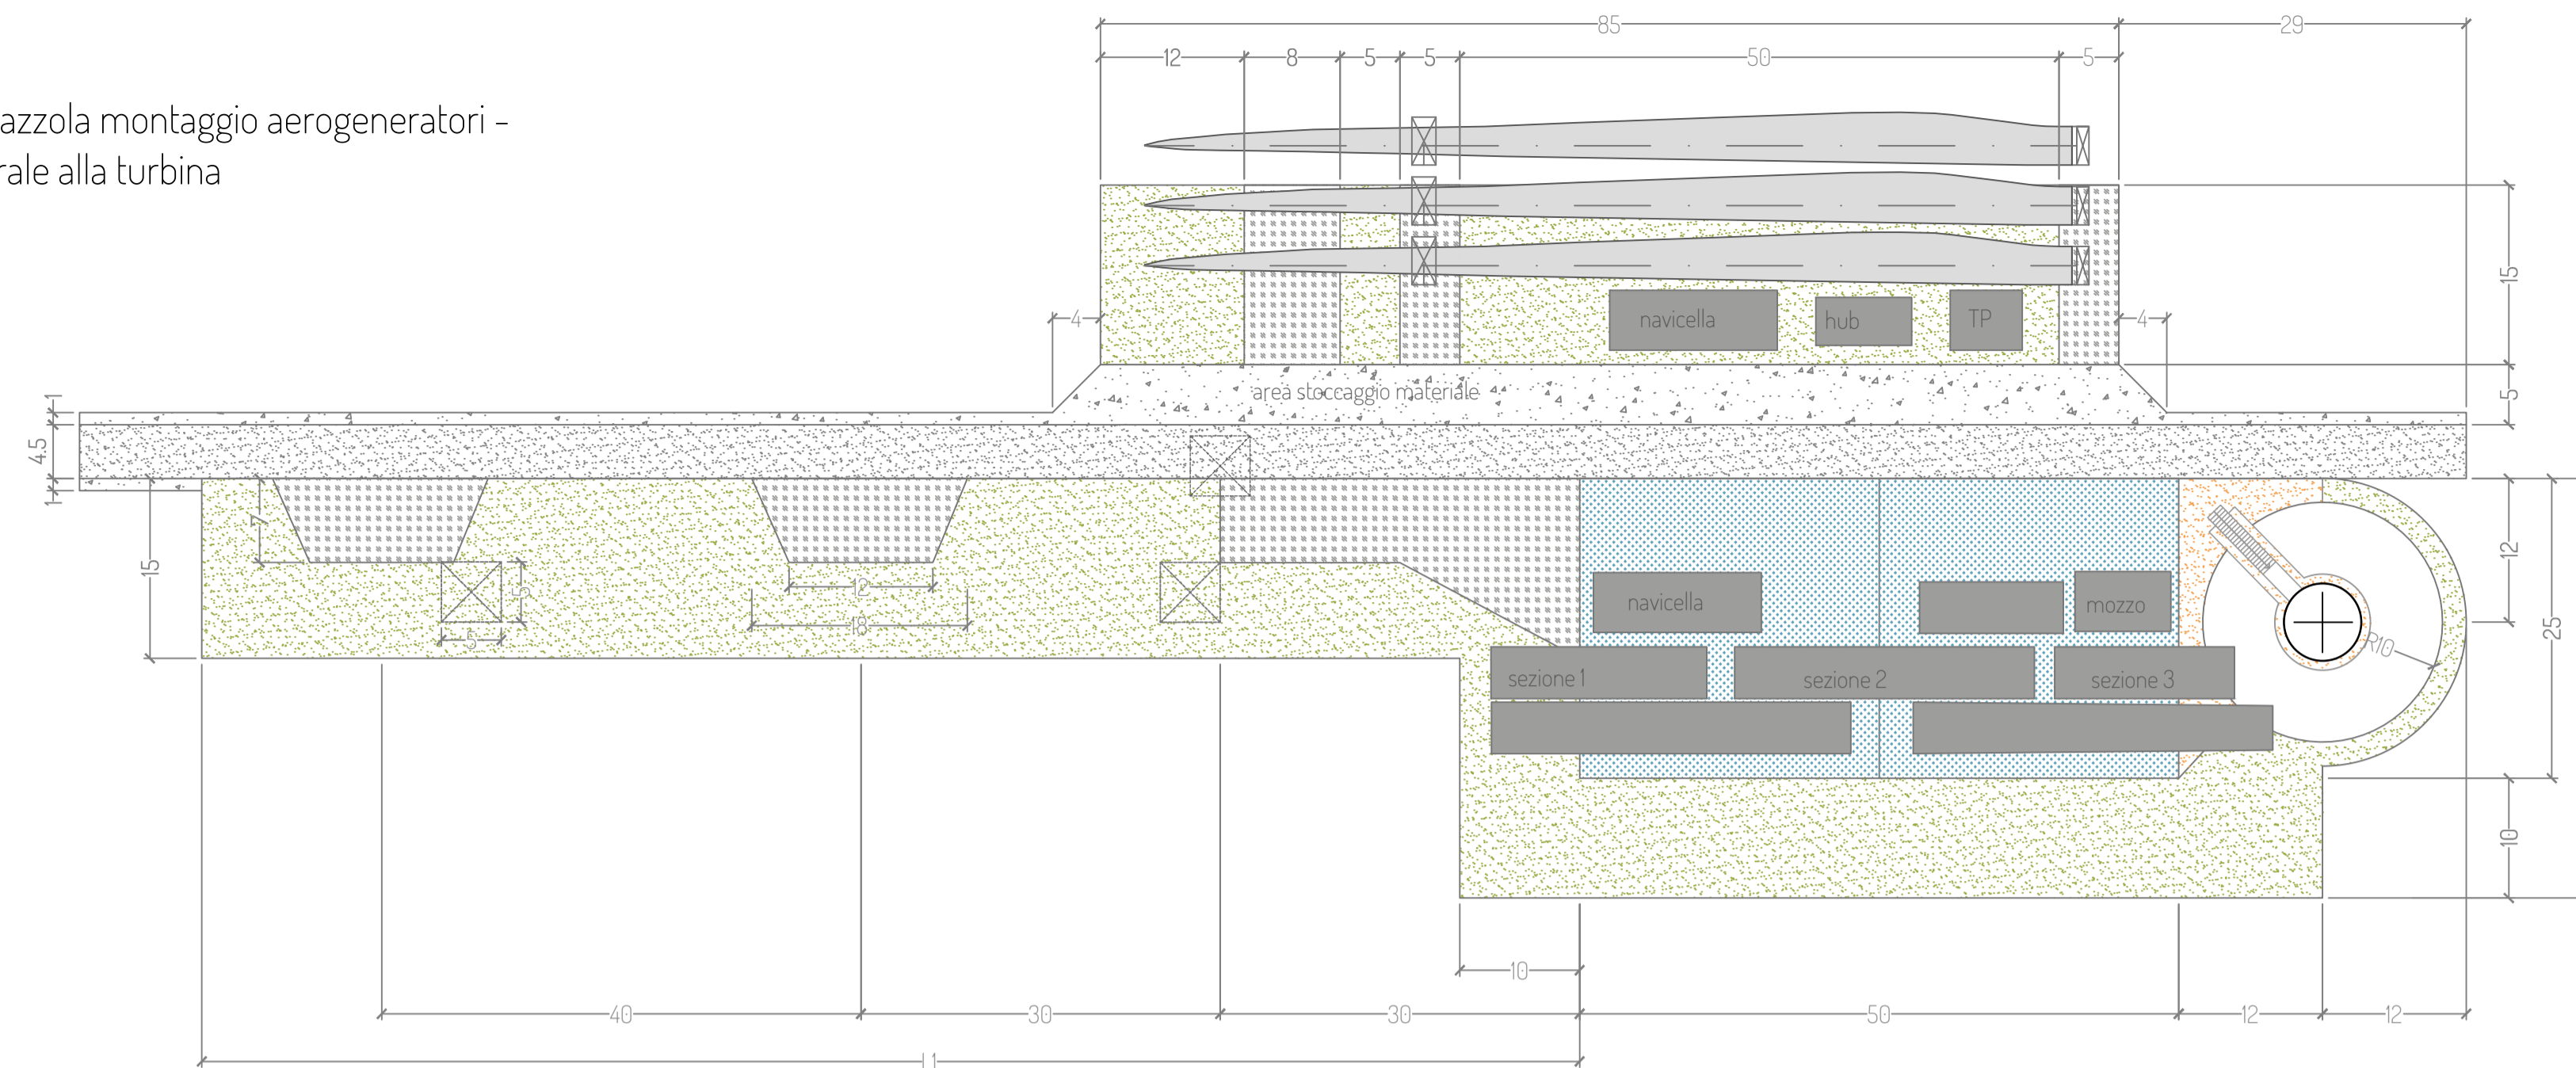 85
29
12
8
5
5
50
5
azzola montaggio aerogeneratori -
rale alla turbina
15
4
navicella
hub
TP
4
area stoccaggio materiale
5
1
4.5
1
15
7
5
5
12
18
navicella
mozzo
sezione 1
sezione 2
sezione 3
R10
12
25
10
10
40
30
30
50
12
12
L1